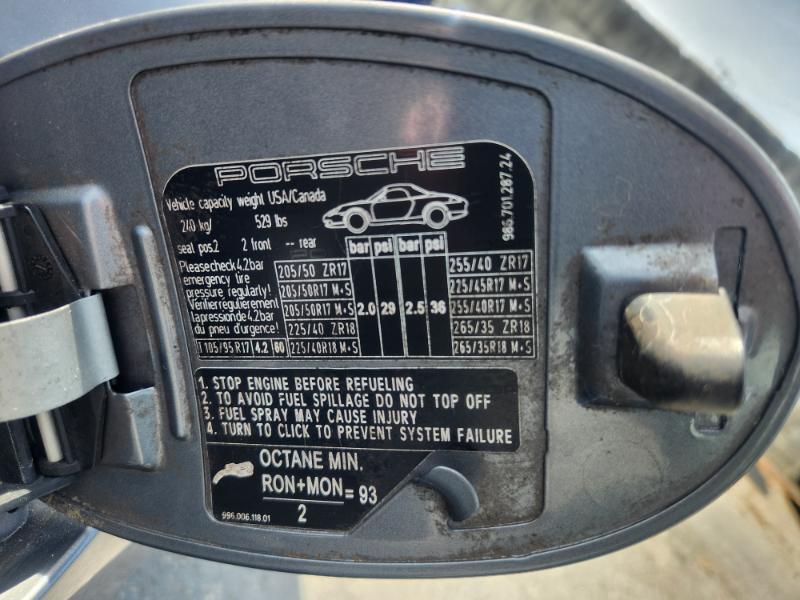 PORSCHE
Vehicle capacity weight USA/Canada
240 kg/ 529 lbs
seat pos.2 2 front -- rear
986.701.287.24
bar psi bar psi
Please check 4.2bar
emergency tire
pressure regularly!
Vérifier regulièrement
la pression de 4.2bar
du pneu d'urgence!
T 105/95 R17 4.2 60
205/50 ZR17
205/50R17 M+S
205/50R17 M+S
225/40 ZR18
225/40R18 M+S
2.0 29 2.5 36
255/40 ZR17
225/45R17 M+S
255/40R17 M+S
265/35 ZR18
265/35R18 M+S
1. STOP ENGINE BEFORE REFUELING
2. TO AVOID FUEL SPILLAGE DO NOT TOP OFF
3. FUEL SPRAY MAY CAUSE INJURY
4. TURN TO CLICK TO PREVENT SYSTEM FAILURE
OCTANE MIN.
RON+MON = 93
2
996.006.118.01